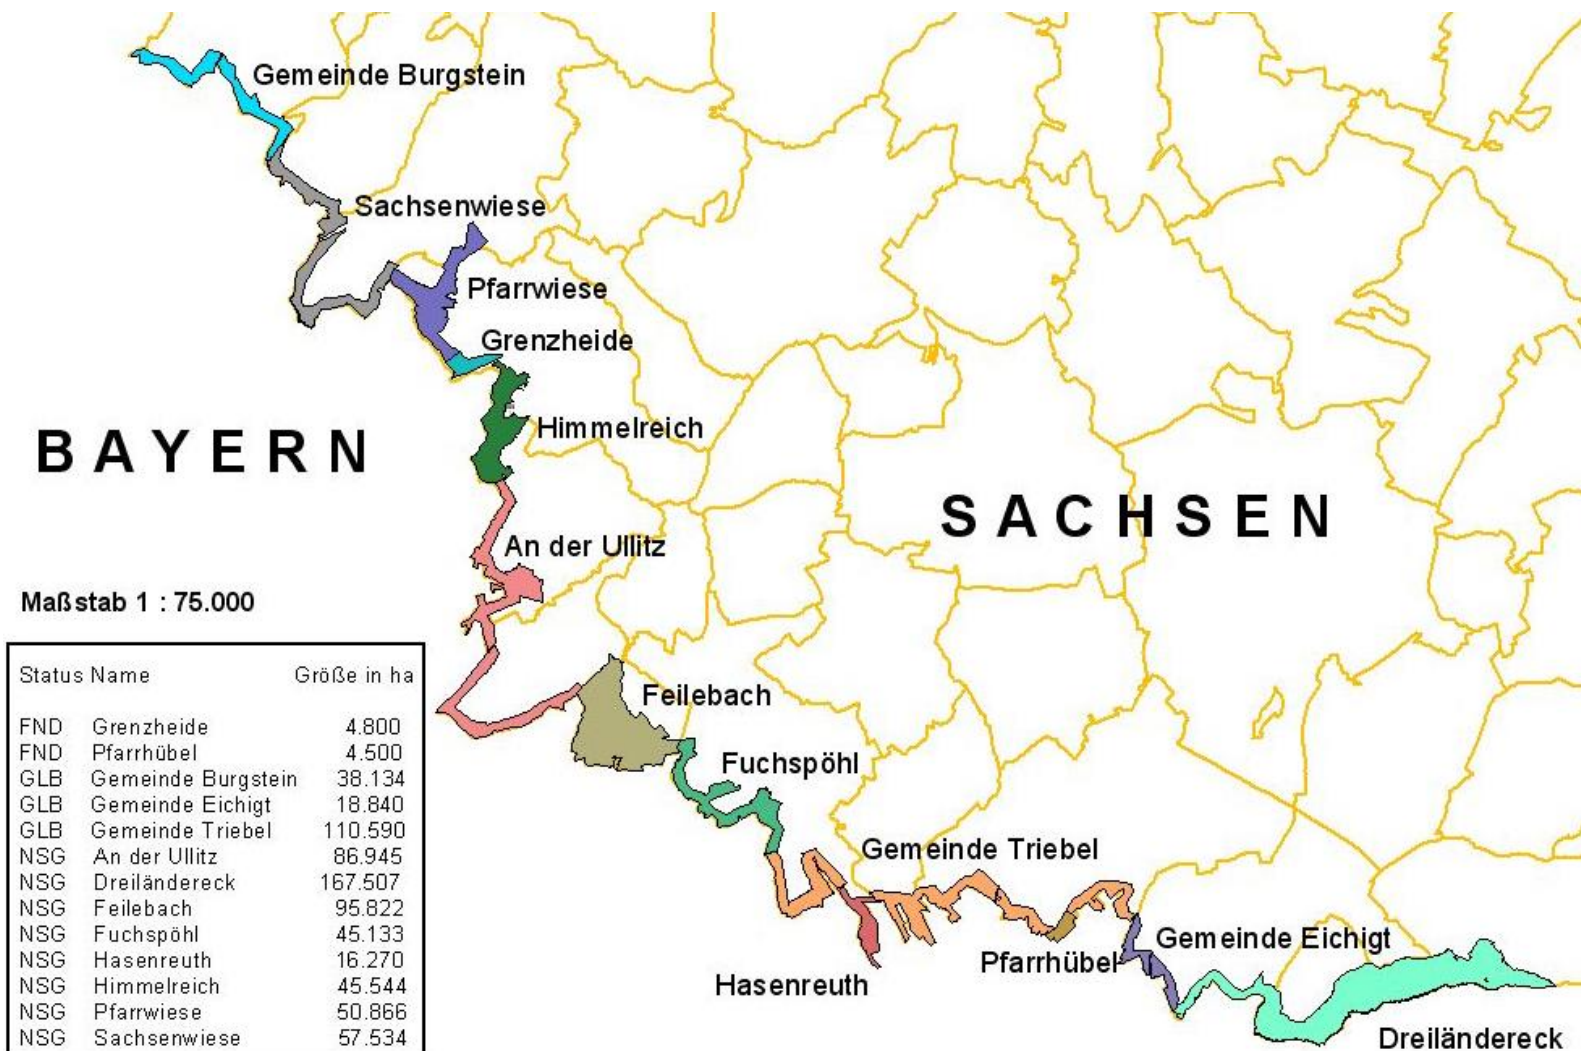 Gemeinde Burgstein
Sachsenwiese
Pfarrwiese
Grenzheide
Himmelreich
BAYERN
SACHSEN
An der Ullitz
Maßstab 1 : 75.000
Feilebach
Fuchspöhl
Gemeinde Triebel
Gemeinde Eichigt
Pfarrhübel
Hasenreuth
Dreiländereck
Status Name Größe in ha
FND Grenzheide 4.800
FND Pfarrhübel 4.500
GLB Gemeinde Burgstein 38.134
GLB Gemeinde Eichigt 18.840
GLB Gemeinde Triebel 110.590
NSG An der Ullitz 86.945
NSG Dreiländereck 167.507
NSG Feilebach 95.822
NSG Fuchspöhl 45.133
NSG Hasenreuth 16.270
NSG Himmelreich 45.544
NSG Pfarrwiese 50.866
NSG Sachsenwiese 57.534